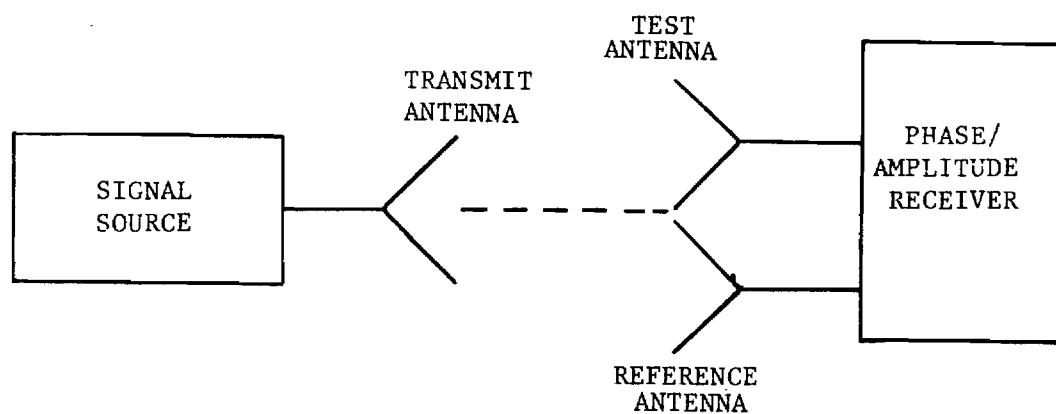 TEST
ANTENNA
TRANSMIT
ANTENNA
SIGNAL
SOURCE
PHASE/
AMPLITUDE
RECEIVER
REFERENCE
ANTENNA